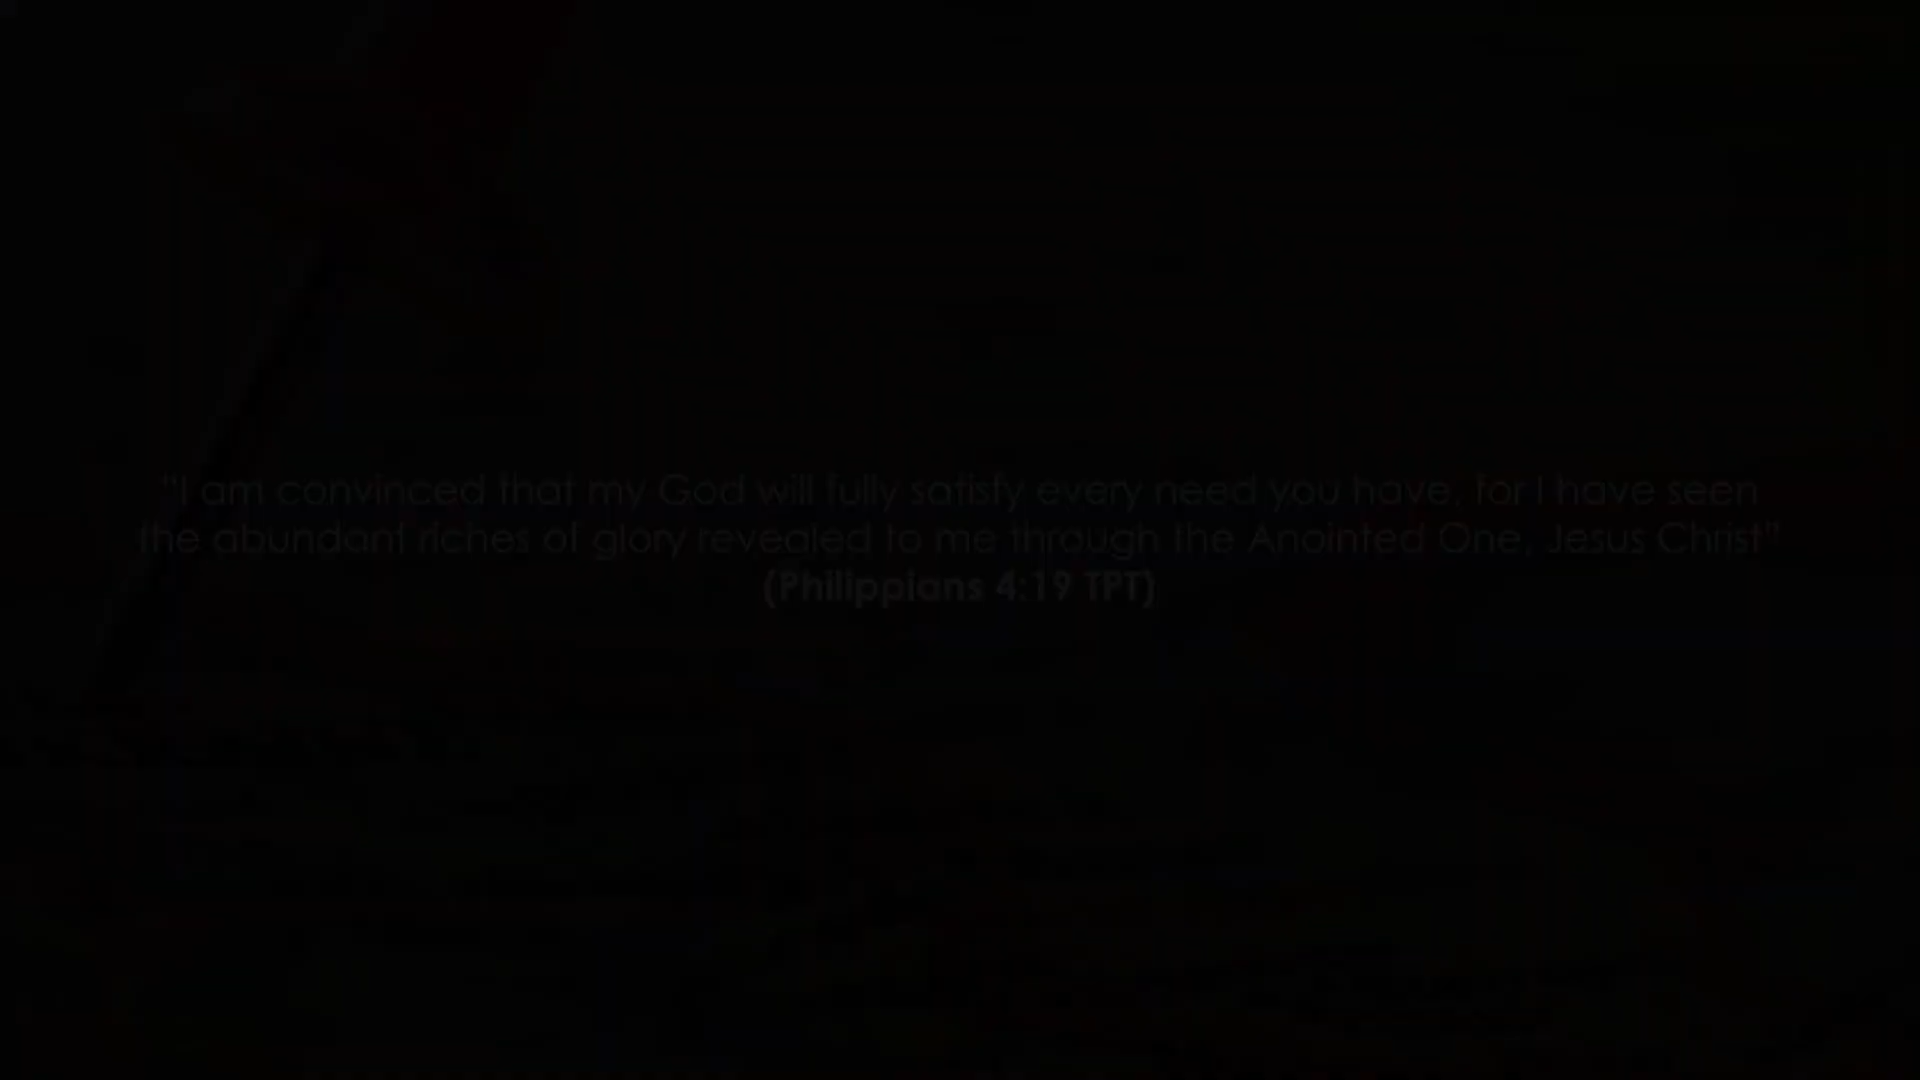 "I am convinced that my God will fully satisfy every need you have, for I have seen
the abundant riches of glory revealed to me through the Anointed One, Jesus Christ"
(Philippians 4:19 TPT)